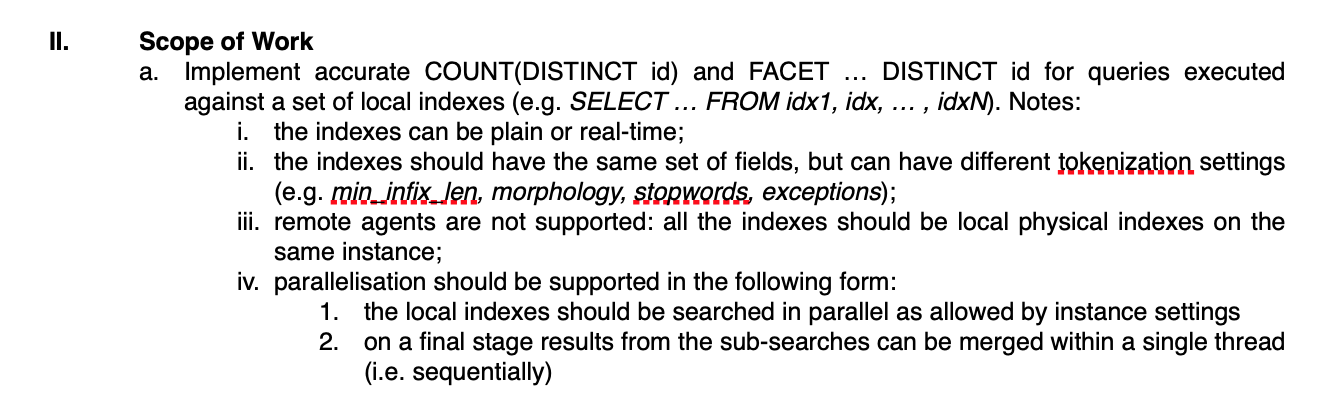 II. Scope of Work
a. Implement accurate COUNT(DISTINCT id) and FACET … DISTINCT id for queries executed
against a set of local indexes (e.g. SELECT … FROM idx1, idx, … , idxN). Notes:
i. the indexes can be plain or real-time;
ii. the indexes should have the same set of fields, but can have different tokenization settings
(e.g. min_infix_len, morphology, stopwords, exceptions);
iii. remote agents are not supported: all the indexes should be local physical indexes on the
same instance;
iv. parallelisation should be supported in the following form:
1. the local indexes should be searched in parallel as allowed by instance settings
2. on a final stage results from the sub-searches can be merged within a single thread
(i.e. sequentially)